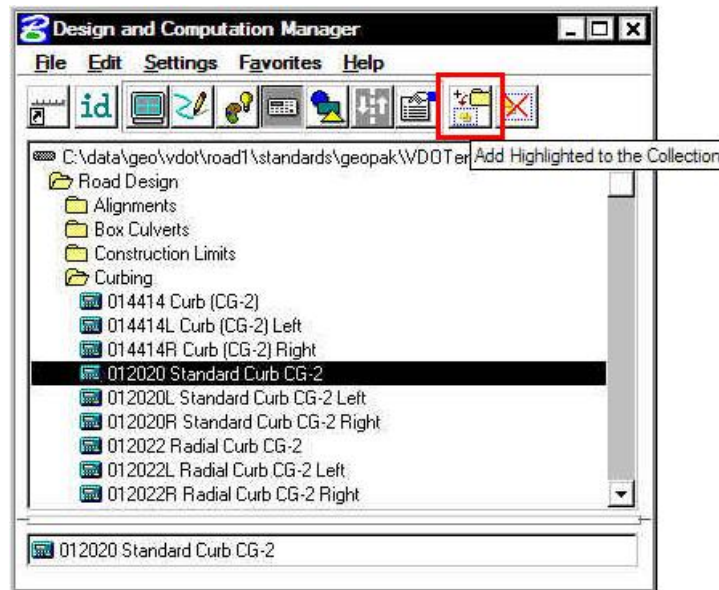 Design and Computation Manager
File Edit Settings Favorites Help
id
C:\data\geo\vdot\road1\standards\geopak\VDOTer
Add Highlighted to the Collection
Road Design
Alignments
Box Culverts
Construction Limits
Curbing
014414 Curb (CG-2)
014414L Curb (CG-2) Left
014414R Curb (CG-2) Right
012020 Standard Curb CG-2
012020L Standard Curb CG-2 Left
012020R Standard Curb CG-2 Right
012022 Radial Curb CG-2
012022L Radial Curb CG-2 Left
012022R Radial Curb CG-2 Right
012020 Standard Curb CG-2